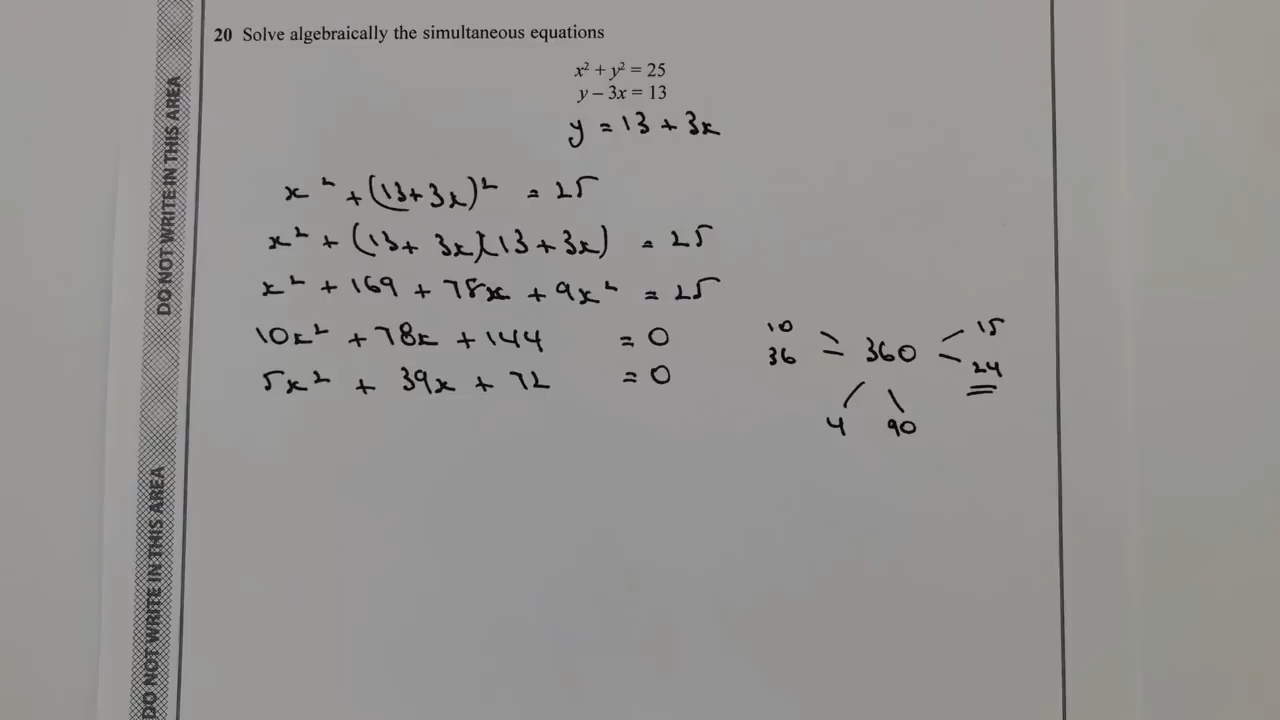 20 Solve algebraically the simultaneous equations
x² + y² = 25
y – 3x = 13
y = 13 + 3x
x² + (13 + 3x)² = 25
x² + (13 + 3x)(13 + 3x) = 25
x² + 169 + 78x + 9x² = 25
10x² + 78x + 144 = 0
5x² + 39x + 72 = 0
10 15
36 360 24
4 90
DO NOT WRITE IN THIS AREA
DO NOT WRITE IN THIS AREA